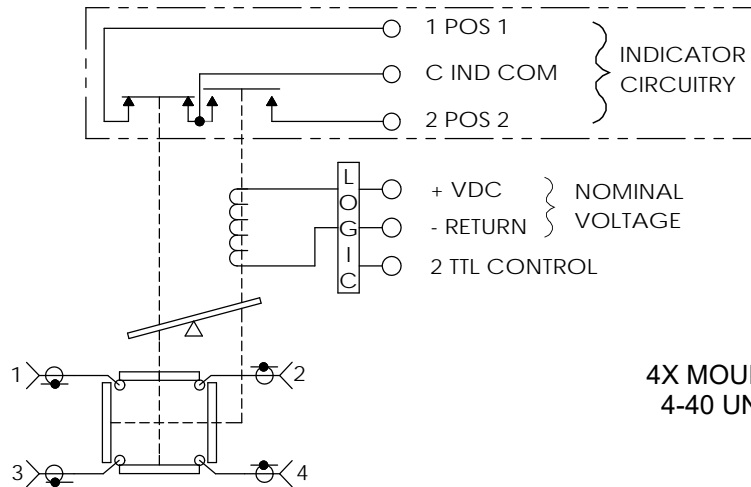 1 POS 1
C IND COM
2 POS 2
INDICATOR
CIRCUITRY
LOGIC
+ VDC
- RETURN
2 TTL CONTROL
NOMINAL
VOLTAGE
1
2
3
4
4X MOU
4-40 UN